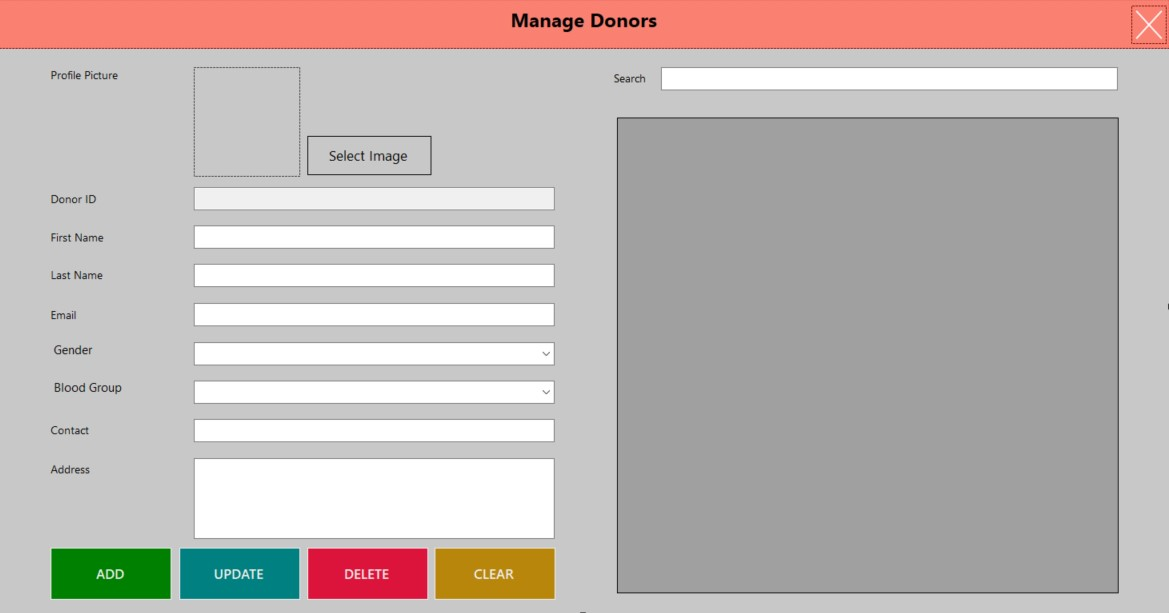 Manage Donors
Profile Picture
Select Image
Search
Donor ID
First Name
Last Name
Email
Gender
Blood Group
Contact
Address
ADD
UPDATE
DELETE
CLEAR